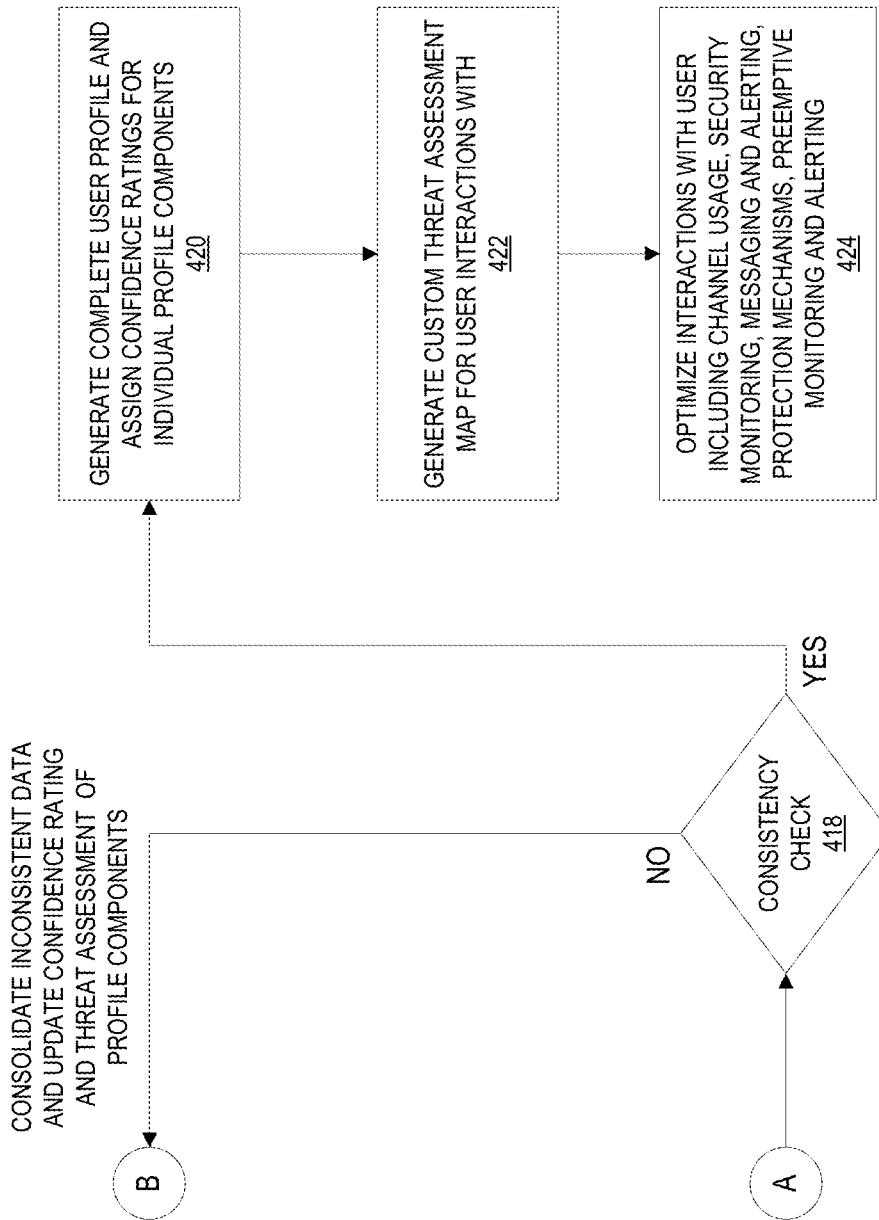 CONSOLIDATE INCONSISTENT DATA
AND UPDATE CONFIDENCE RATING
AND THREAT ASSESSMENT OF
PROFILE COMPONENTS
B
A
NO
CONSISTENCY
CHECK
418
YES
GENERATE COMPLETE USER PROFILE AND
ASSIGN CONFIDENCE RATINGS FOR
INDIVIDUAL PROFILE COMPONENTS
420
GENERATE CUSTOM THREAT ASSESSMENT
MAP FOR USER INTERACTIONS WITH
422
OPTIMIZE INTERACTIONS WITH USER
INCLUDING CHANNEL USAGE, SECURITY
MONITORING, MESSAGING AND ALERTING,
PROTECTION MECHANISMS, PREEMPTIVE
MONITORING AND ALERTING
424